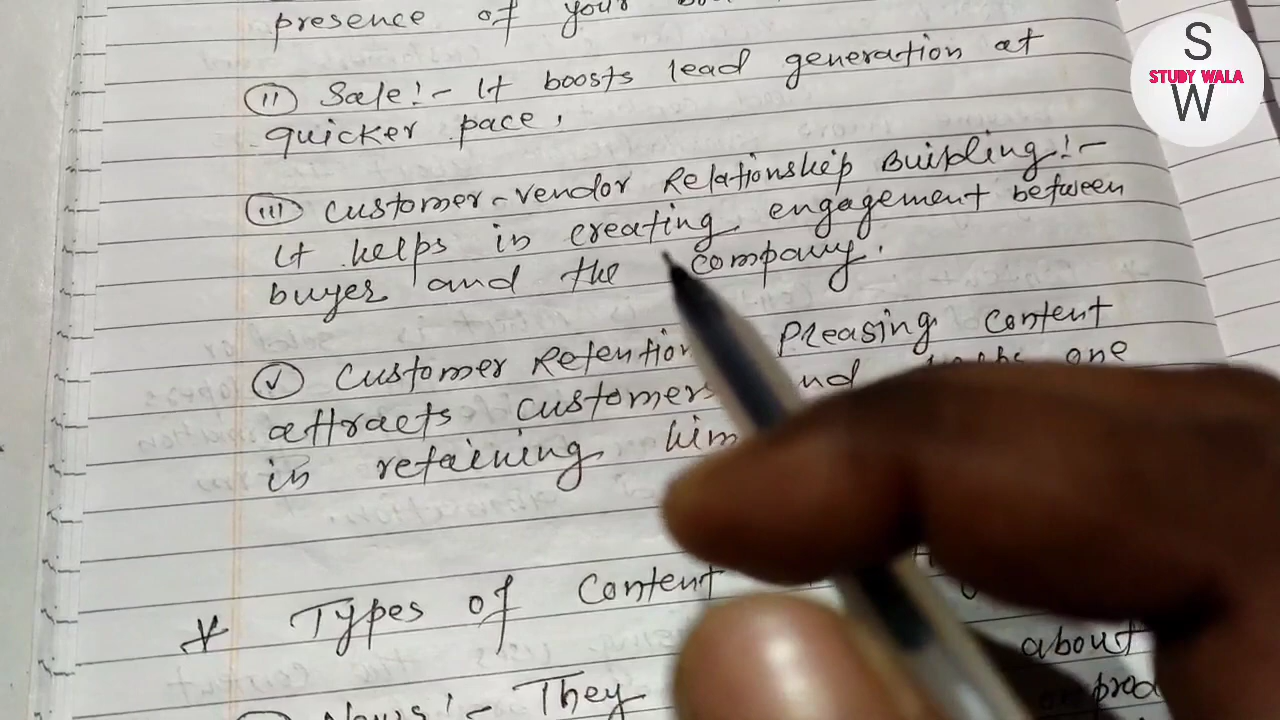 presence of your
(ii) Sale:- It boosts lead generation at
quicker pace,
(iii) Customer-vendor Relationship Building:-
It helps in creating engagement between
buyer and the company.
(v) Customer Retention Pleasing Content
attracts customers one
in retaining him
* Types of Content
about
News:- They
S
STUDY WALA
W